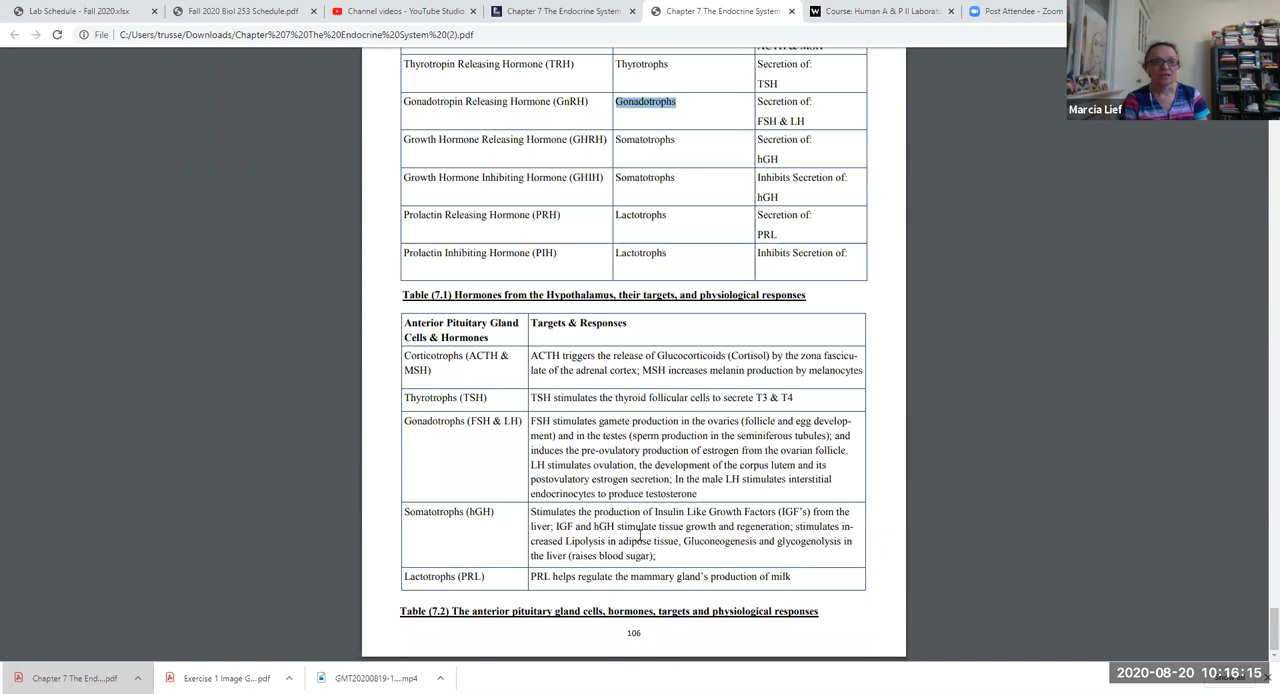 Lab Schedule - Fall 2020.xlsx
Fall 2020 Biol 253 Schedule.pdf
Channel videos - YouTube Studio
Chapter 7 The Endocrine System
Chapter 7 The Endocrine System
Course: Human A & P II Laborat
Post Attendee - Zoom
File
C:/Users/trusse/Downloads/Chapter%207%20The%20Endocrine%20System%20(2).pdf
Marcia Lief
ACTH & MSH
Thyrotropin Releasing Hormone (TRH)
Thyrotrophs
Secretion of:
TSH
Gonadotropin Releasing Hormone (GnRH)
Gonadotrophs
Secretion of:
FSH & LH
Growth Hormone Releasing Hormone (GHRH)
Somatotrophs
Secretion of:
hGH
Growth Hormone Inhibiting Hormone (GHIH)
Somatotrophs
Inhibits Secretion of:
hGH
Prolactin Releasing Hormone (PRH)
Lactotrophs
Secretion of:
PRL
Prolactin Inhibiting Hormone (PIH)
Lactotrophs
Inhibits Secretion of:
Table (7.1) Hormones from the Hypothalamus, their targets, and physiological responses
Anterior Pituitary Gland
Cells & Hormones
Targets & Responses
Corticotrophs (ACTH &
MSH)
ACTH triggers the release of Glucocorticoids (Cortisol) by the zona fascicu-
late of the adrenal cortex; MSH increases melanin production by melanocytes
Thyrotrophs (TSH)
TSH stimulates the thyroid follicular cells to secrete T3 & T4
Gonadotrophs (FSH & LH)
FSH stimulates gamete production in the ovaries (follicle and egg develop-
ment) and in the testes (sperm production in the seminiferous tubules); and
induces the pre-ovulatory production of estrogen from the ovarian follicle.
LH stimulates ovulation, the development of the corpus lutem and its
postovulatory estrogen secretion; In the male LH stimulates interstitial
endocrinocytes to produce testosterone
Somatotrophs (hGH)
Stimulates the production of Insulin Like Growth Factors (IGF's) from the
liver; IGF and hGH stimulate tissue growth and regeneration; stimulates in-
creased Lipolysis in adipose tissue, Gluconeogenesis and glycogenolysis in
the liver (raises blood sugar);
Lactotrophs (PRL)
PRL helps regulate the mammary gland's production of milk
Table (7.2) The anterior pituitary gland cells, hormones, targets and physiological responses
106
Chapter 7 The End....pdf
Exercise 1 Image G...pdf
GMT20200819-1....mp4
2020-08-20 10:16:15